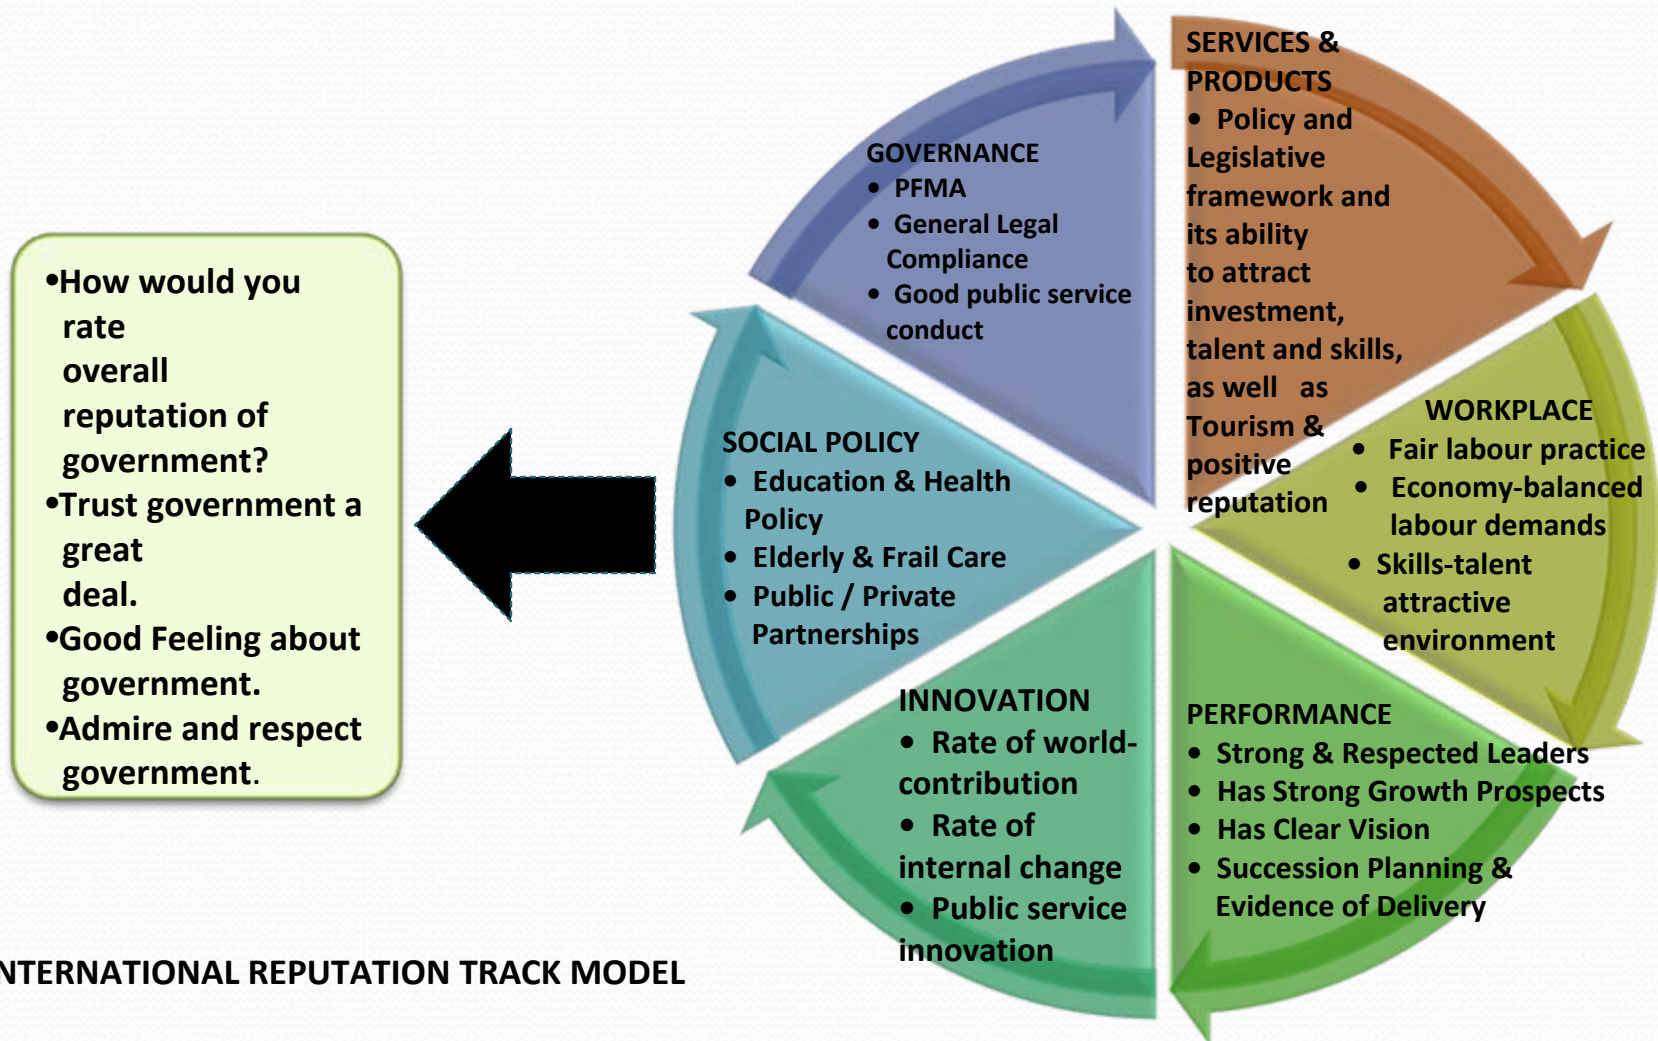 •How would you
rate
overall
reputation of
government?
•Trust government a
great
deal.
•Good Feeling about
government.
•Admire and respect
government.
GOVERNANCE
• PFMA
• General Legal
Compliance
• Good public service
conduct
SERVICES &
PRODUCTS
• Policy and
Legislative
framework and
its ability
to attract
investment,
talent and skills,
as well as
Tourism &
positive
reputation
WORKPLACE
• Fair labour practice
• Economy-balanced
labour demands
• Skills-talent
attractive
environment
SOCIAL POLICY
• Education & Health
Policy
• Elderly & Frail Care
• Public / Private
Partnerships
INNOVATION
• Rate of world-
contribution
• Rate of
internal change
• Public service
innovation
PERFORMANCE
• Strong & Respected Leaders
• Has Strong Growth Prospects
• Has Clear Vision
• Succession Planning &
Evidence of Delivery
NTERNATIONAL REPUTATION TRACK MODEL